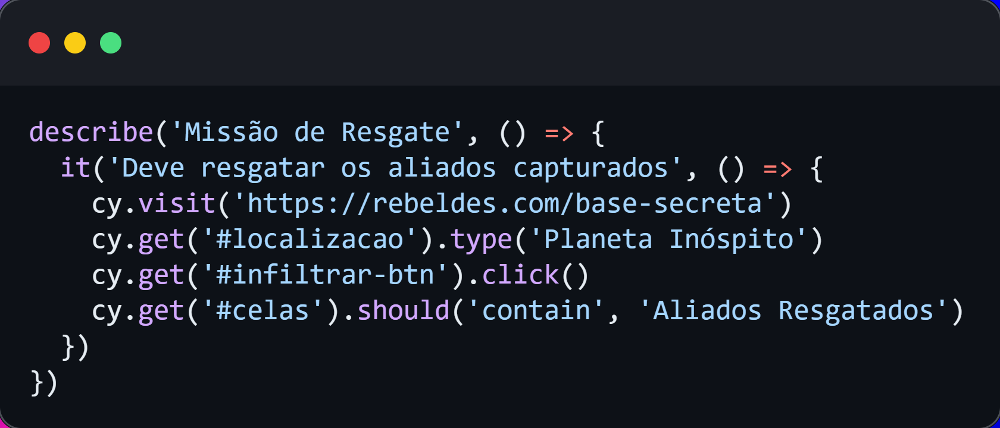 describe('Missão de Resgate', () => {
  it('Deve resgatar os aliados capturados', () => {
    cy.visit('https://rebeldes.com/base-secreta')
    cy.get('#localizacao').type('Planeta Inóspito')
    cy.get('#infiltrar-btn').click()
    cy.get('#celas').should('contain', 'Aliados Resgatados')
  })
})